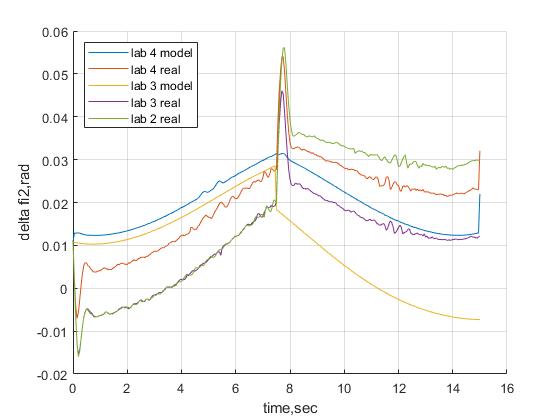 0.06
0.05
0.04
0.03
0.02
0.01
0
-0.01
-0.02
delta fi2,rad
lab 4 model
lab 4 real
lab 3 model
lab 3 real
lab 2 real
0 2 4 6 8 10 12 14 16
time,sec